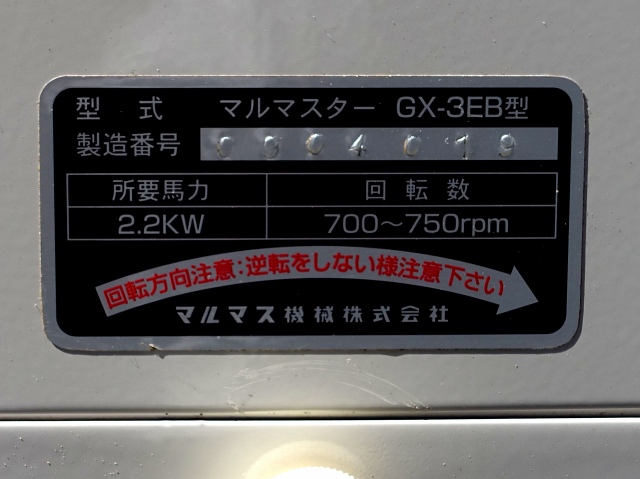 型式 マルマスター GX-3EB型
製造番号
所要馬力 回転数
2.2KW 700～750rpm
回転方向注意:逆転をしない様注意下さい
マルマス機械株式会社